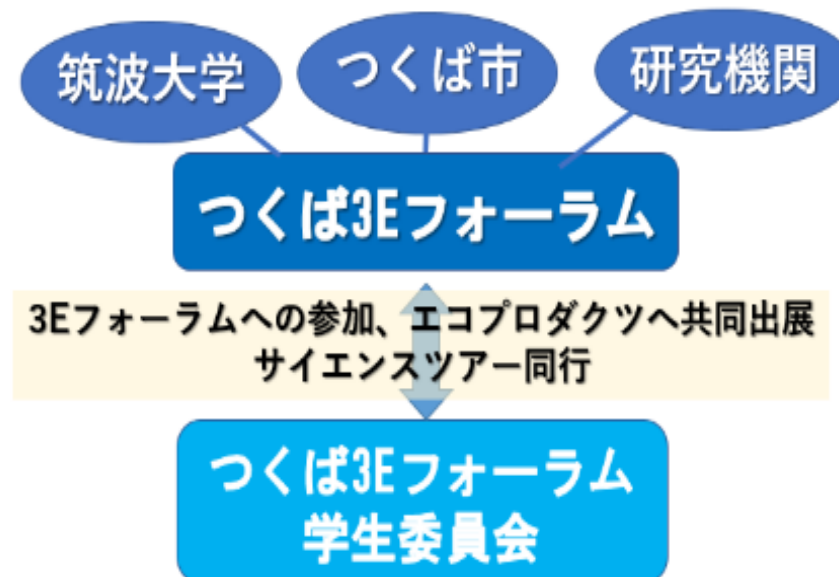 筑波大学
つくば市
研究機関
つくば3Eフォーラム
3Eフォーラムへの参加、エコプロダクツへ共同出展
サイエンスツアー同行
つくば3Eフォーラム
学生委員会